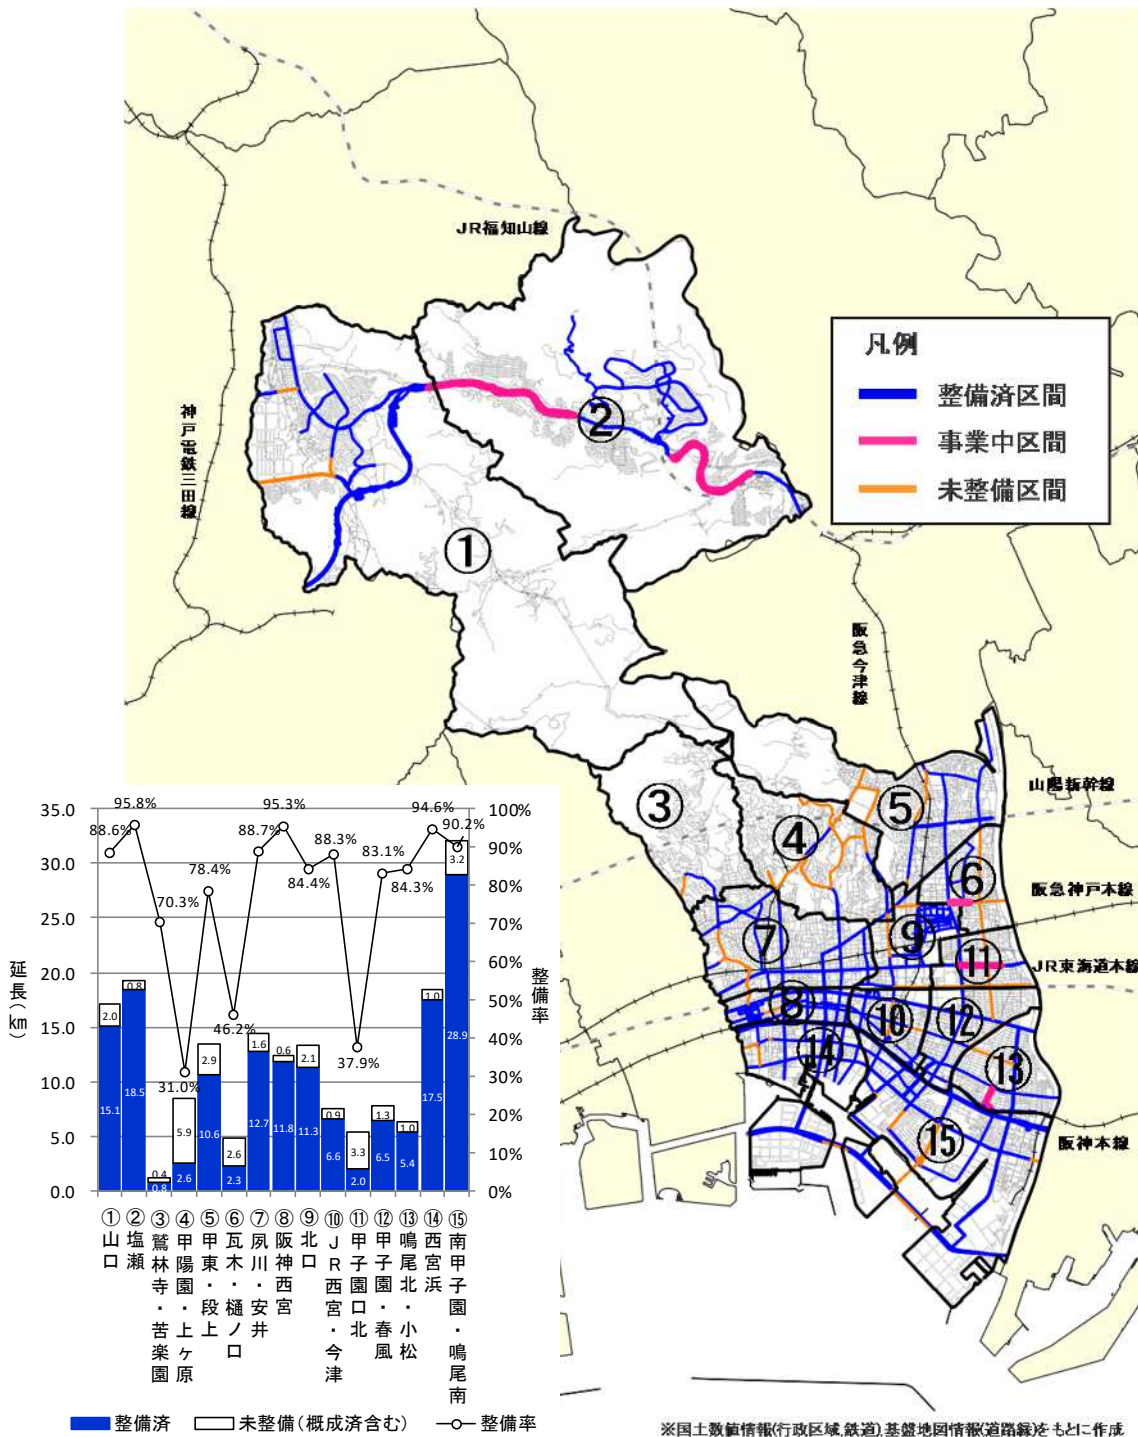 JR福知山線
神戸電鉄三田線
凡例
整備済区間
事業中区間
未整備区間
①
②
阪急今津線
山陽新幹線
阪急神戸本線
JR東海道本線
阪神本線
③
④
⑤
⑥
⑦
⑧
⑨
⑩
⑪
⑫
⑬
⑭
⑮
延長(㎞)
35.0
30.0
25.0
20.0
15.0
10.0
5.0
0.0
整備率
100%
90%
80%
70%
60%
50%
40%
30%
20%
10%
0%
88.6%
95.8%
70.3%
31.0%
78.4%
46.2%
88.7%
95.3%
84.4%
88.3%
37.9%
83.1%
84.3%
94.6%
90.2%
2.0
0.8
0.4
5.9
2.9
2.6
1.6
0.6
2.1
0.9
3.3
1.3
1.0
1.0
3.2
15.1
18.5
0.8
2.6
10.6
2.3
12.7
11.8
11.3
6.6
2.0
6.5
5.4
17.5
28.9
①山口
②塩瀬
③鷲林寺・苦楽園
④甲陽園・上ヶ原
⑤甲東・段上
⑥瓦木・樋ノ口
⑦夙川・安井
⑧阪神西宮
⑨北口
⑩JR西宮・今津
⑪甲子園口北
⑫甲子園・春風
⑬鳴尾北・小松
⑭西宮浜
⑮南甲子園・鳴尾南
整備済
未整備(概成済含む)
整備率
※国土数値情報(行政区域,鉄道),基盤地図情報(道路縁)をもとに作成